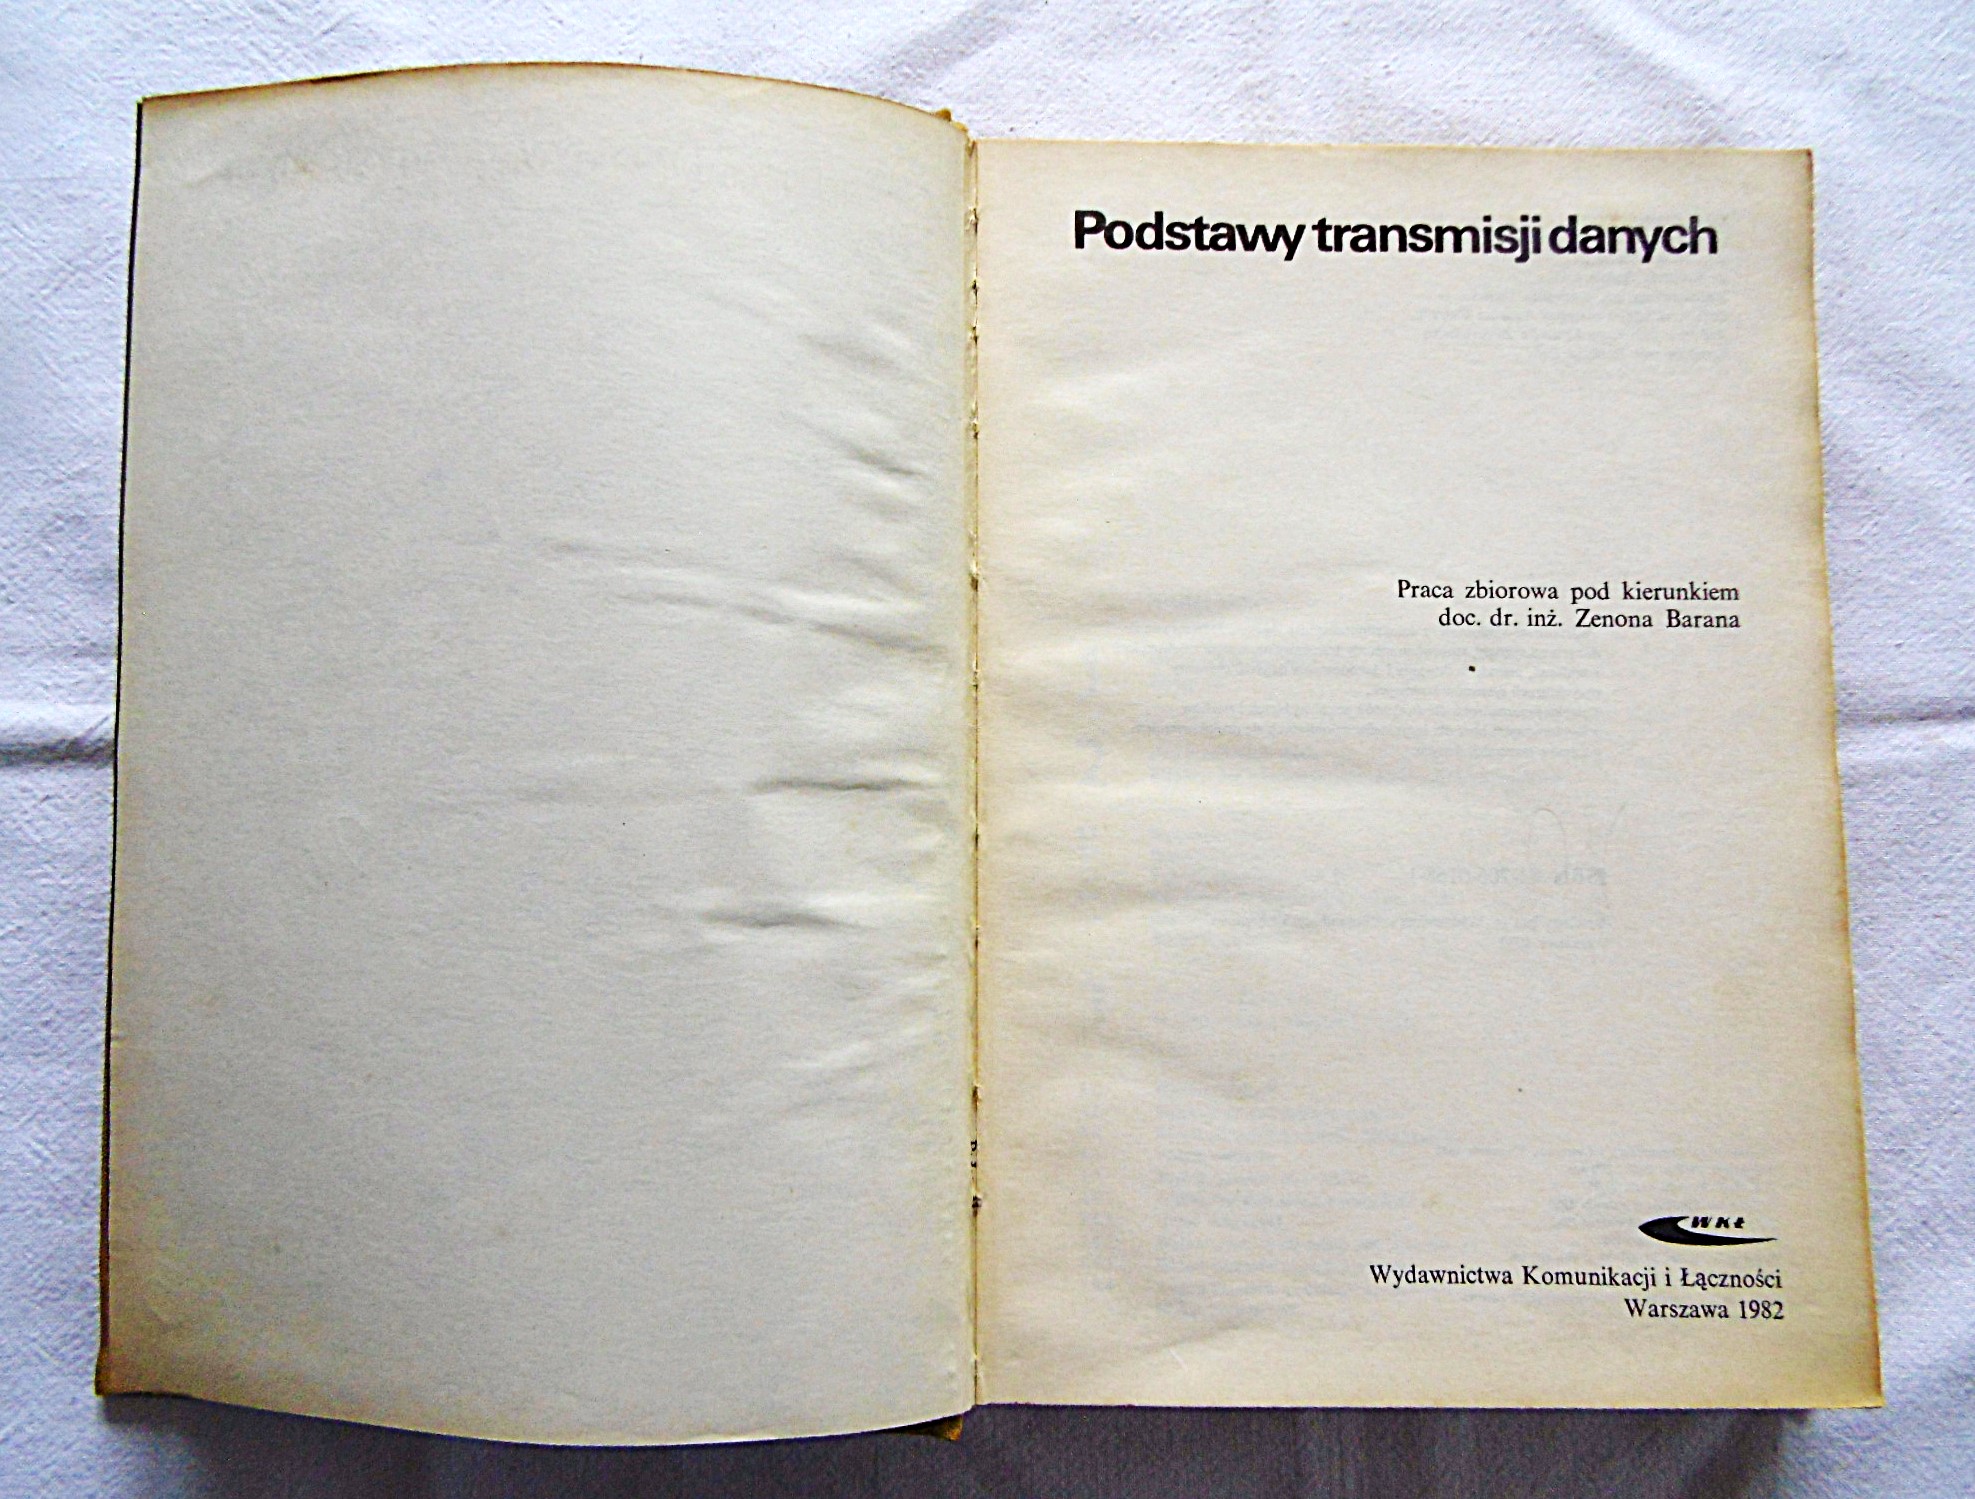 Podstawy transmisji danych
Praca zbiorowa pod kierunkiem
doc. dr. inż. Zenona Barana
WKŁ
Wydawnictwa Komunikacji i Łączności
Warszawa 1982